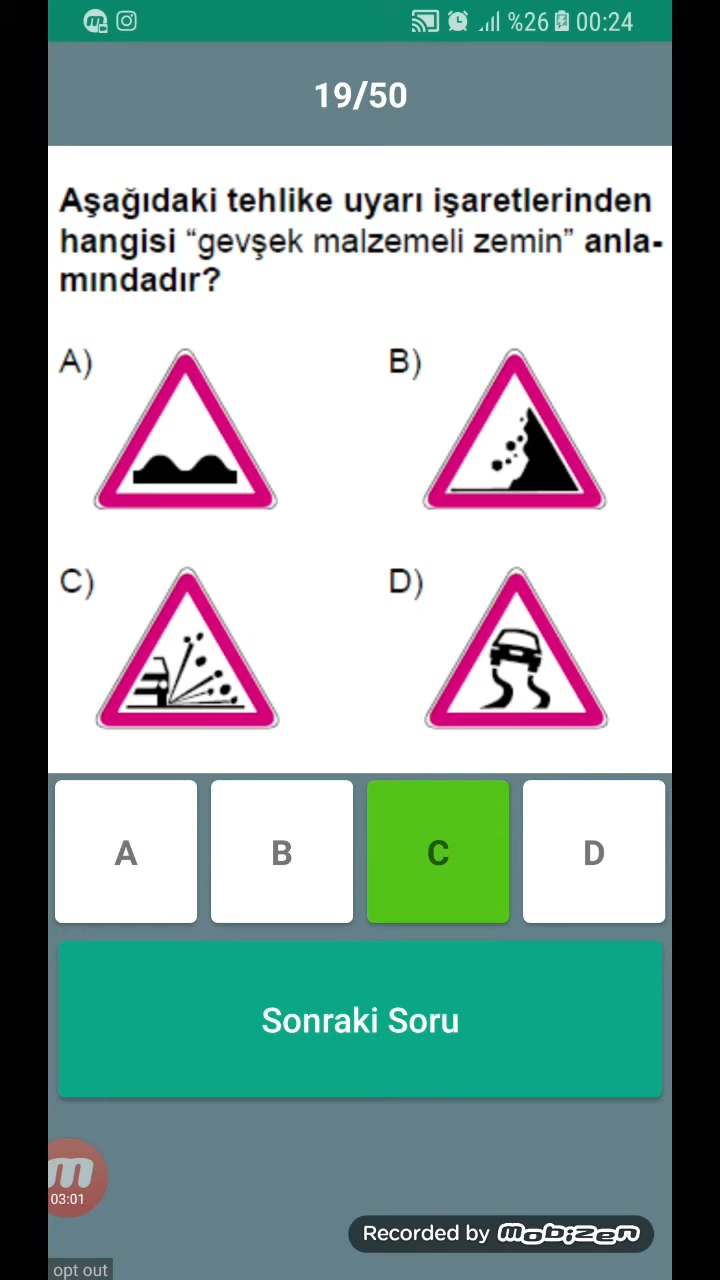 %26 00:24
19/50
Aşağıdaki tehlike uyarı işaretlerinden
hangisi “gevşek malzemeli zemin” anla-
mındadır?
A)
B)
C)
D)
A
B
C
D
Sonraki Soru
03:01
Recorded by mobizen
opt out